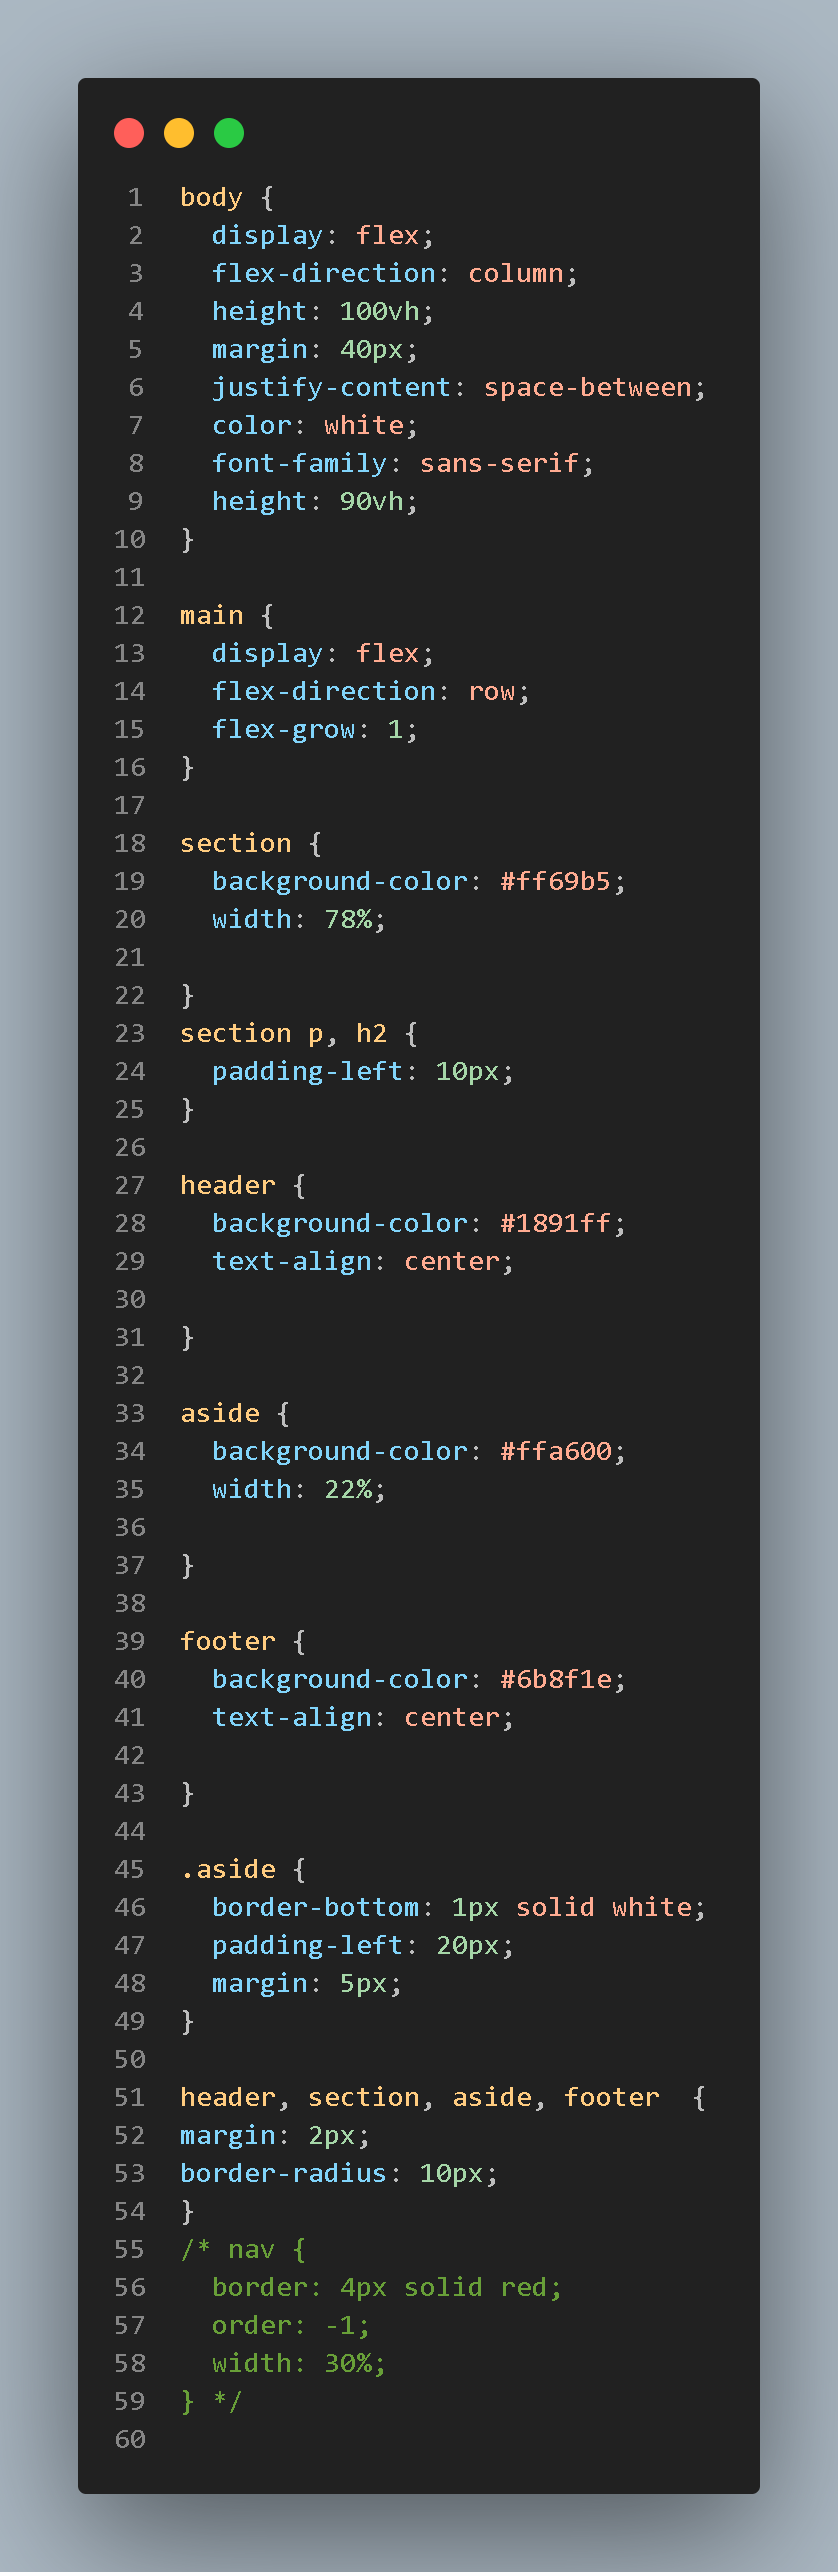 1 body {
2   display: flex;
3   flex-direction: column;
4   height: 100vh;
5   margin: 40px;
6   justify-content: space-between;
7   color: white;
8   font-family: sans-serif;
9   height: 90vh;
10 }
11
12 main {
13   display: flex;
14   flex-direction: row;
15   flex-grow: 1;
16 }
17
18 section {
19   background-color: #ff69b5;
20   width: 78%;
21
22 }
23 section p, h2 {
24   padding-left: 10px;
25 }
26
27 header {
28   background-color: #1891ff;
29   text-align: center;
30
31 }
32
33 aside {
34   background-color: #ffa600;
35   width: 22%;
36
37 }
38
39 footer {
40   background-color: #6b8f1e;
41   text-align: center;
42
43 }
44
45 .aside {
46   border-bottom: 1px solid white;
47   padding-left: 20px;
48   margin: 5px;
49 }
50
51 header, section, aside, footer  {
52 margin: 2px;
53 border-radius: 10px;
54 }
55 /* nav {
56   border: 4px solid red;
57   order: -1;
58   width: 30%;
59 } */
60